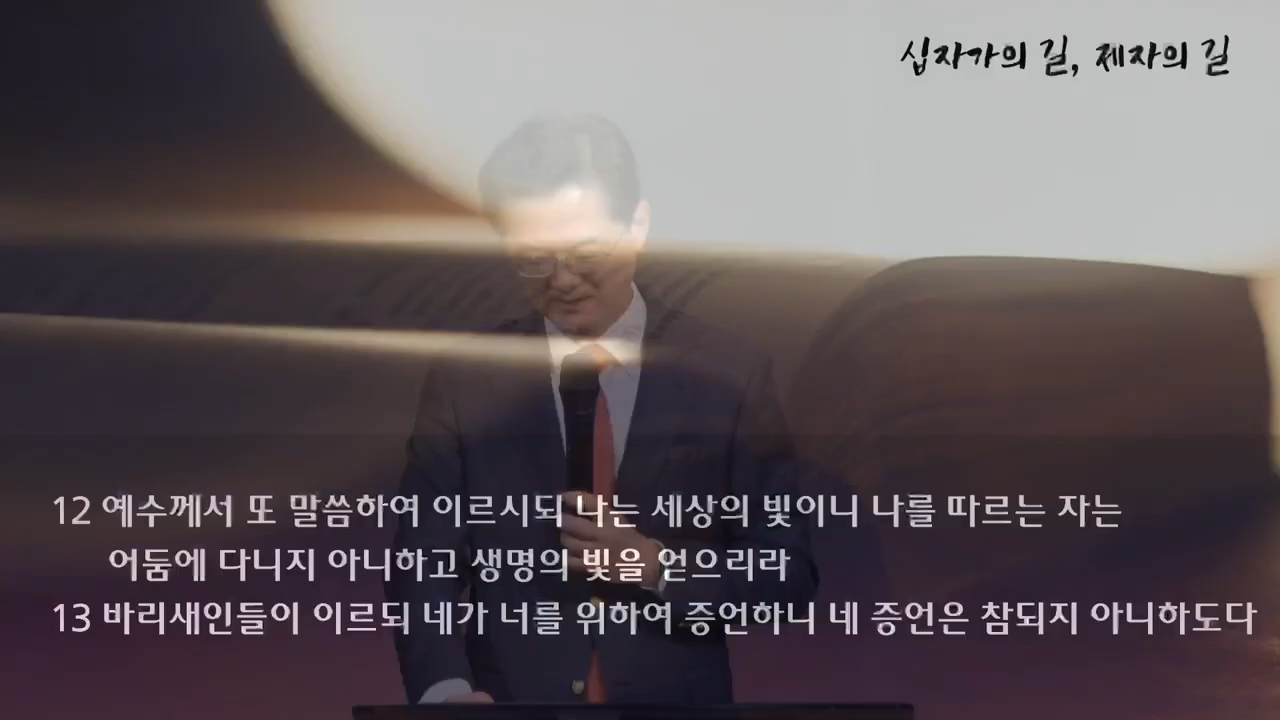 십자가의 길, 제자의 길
12 예수께서 또 말씀하여 이르시되 나는 세상의 빛이니 나를 따르는 자는
어둠에 다니지 아니하고 생명의 빛을 얻으리라
13 바리새인들이 이르되 네가 너를 위하여 증언하니 네 증언은 참되지 아니하도다